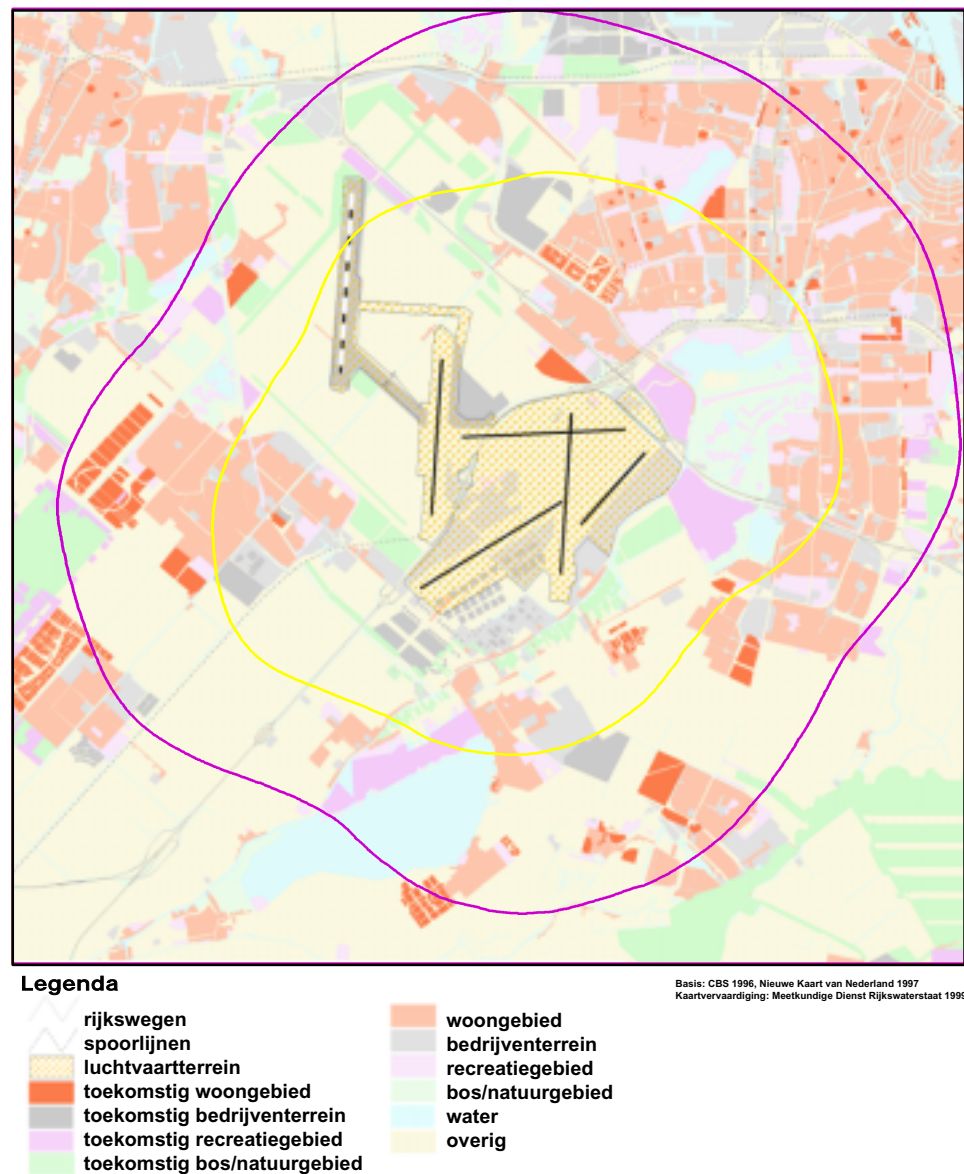 Legenda
Basis: CBS 1996, Nieuwe Kaart van Nederland 1997
Kaartvervaardiging: Meetkundige Dienst Rijkswaterstaat 1999
rijkswegen
spoorlijnen
luchtvaartterrein
toekomstig woongebied
toekomstig bedrijventerrein
toekomstig recreatiegebied
toekomstig bos/natuurgebied
woongebied
bedrijventerrein
recreatiegebied
bos/natuurgebied
water
overig